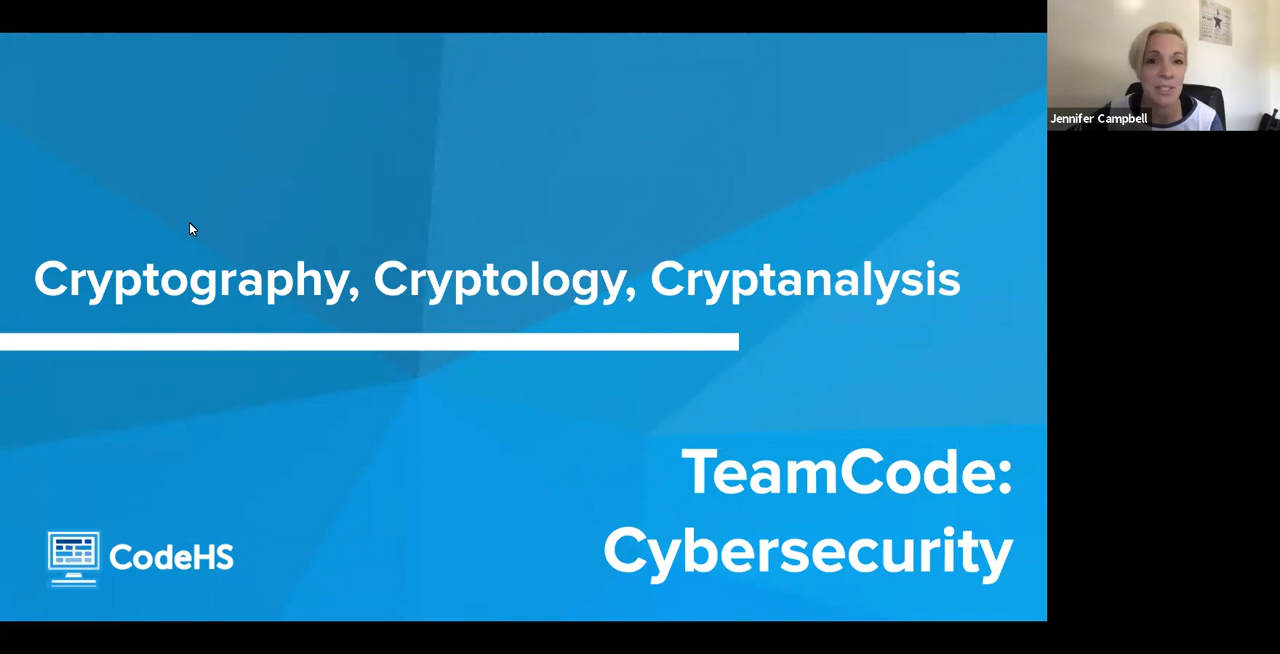 Jennifer Campbell
Cryptography, Cryptology, Cryptanalysis
TeamCode:
Cybersecurity
CodeHS